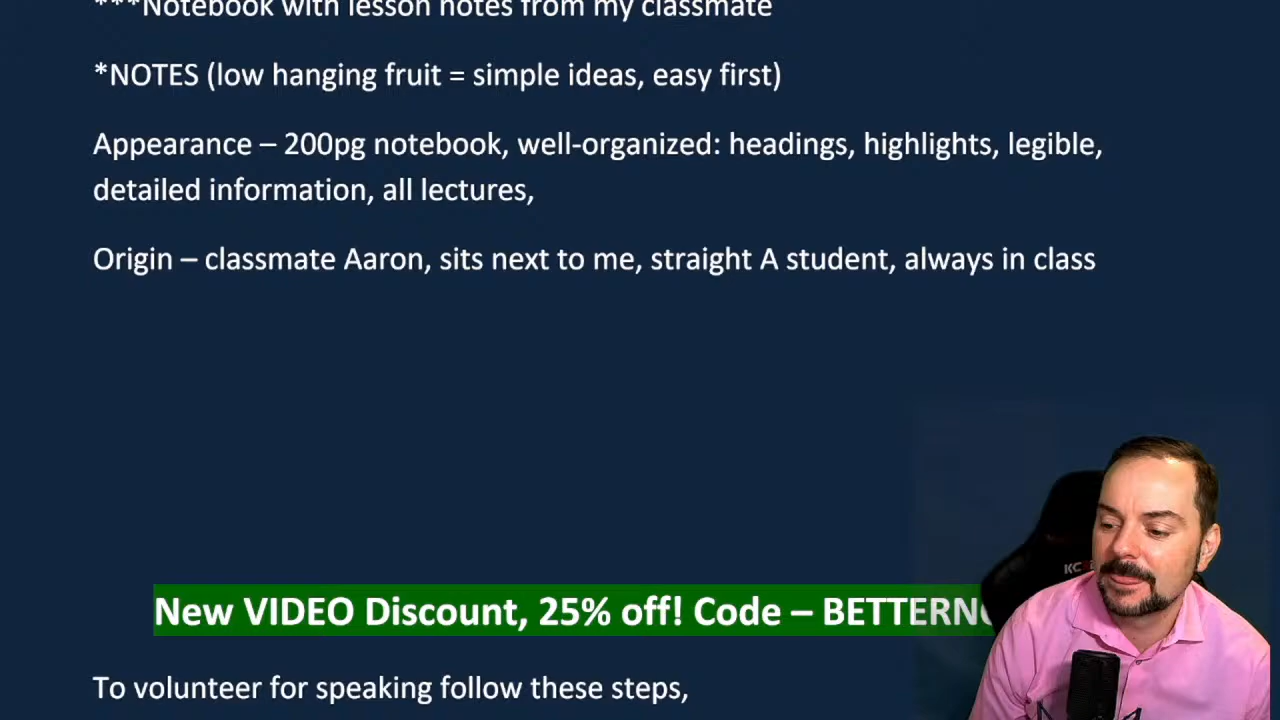 ***Notebook with lesson notes from my classmate
*NOTES (low hanging fruit = simple ideas, easy first)
Appearance – 200pg notebook, well-organized: headings, highlights, legible,
detailed information, all lectures,
Origin – classmate Aaron, sits next to me, straight A student, always in class
New VIDEO Discount, 25% off! Code –
To volunteer for speaking follow these steps,